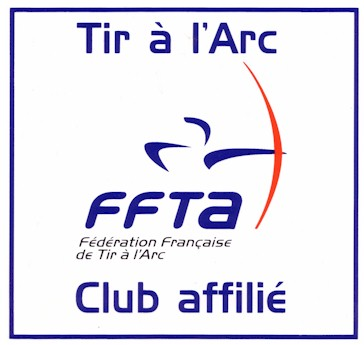 Tir à l'Arc
FFTA
Fédération Française
de Tir à l'Arc
Club affilié